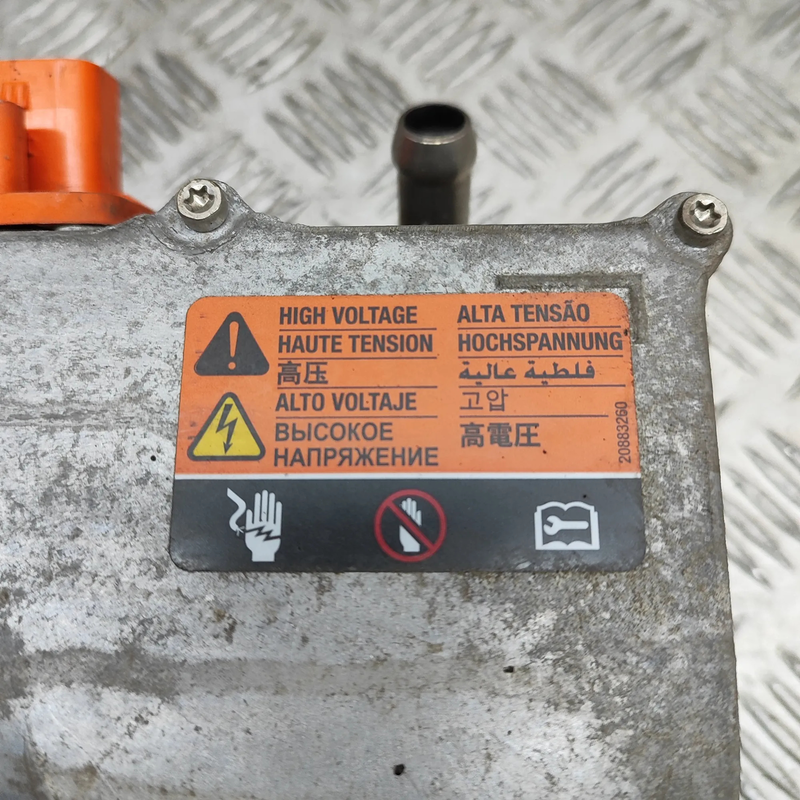 HIGH VOLTAGE
HAUTE TENSION
高压
ALTO VOLTAJE
ВЫСОКОЕ
НАПРЯЖЕНИЕ
ALTA TENSÃO
HOCHSPANNUNG
فلطية عالية
고압
高電圧
20883260